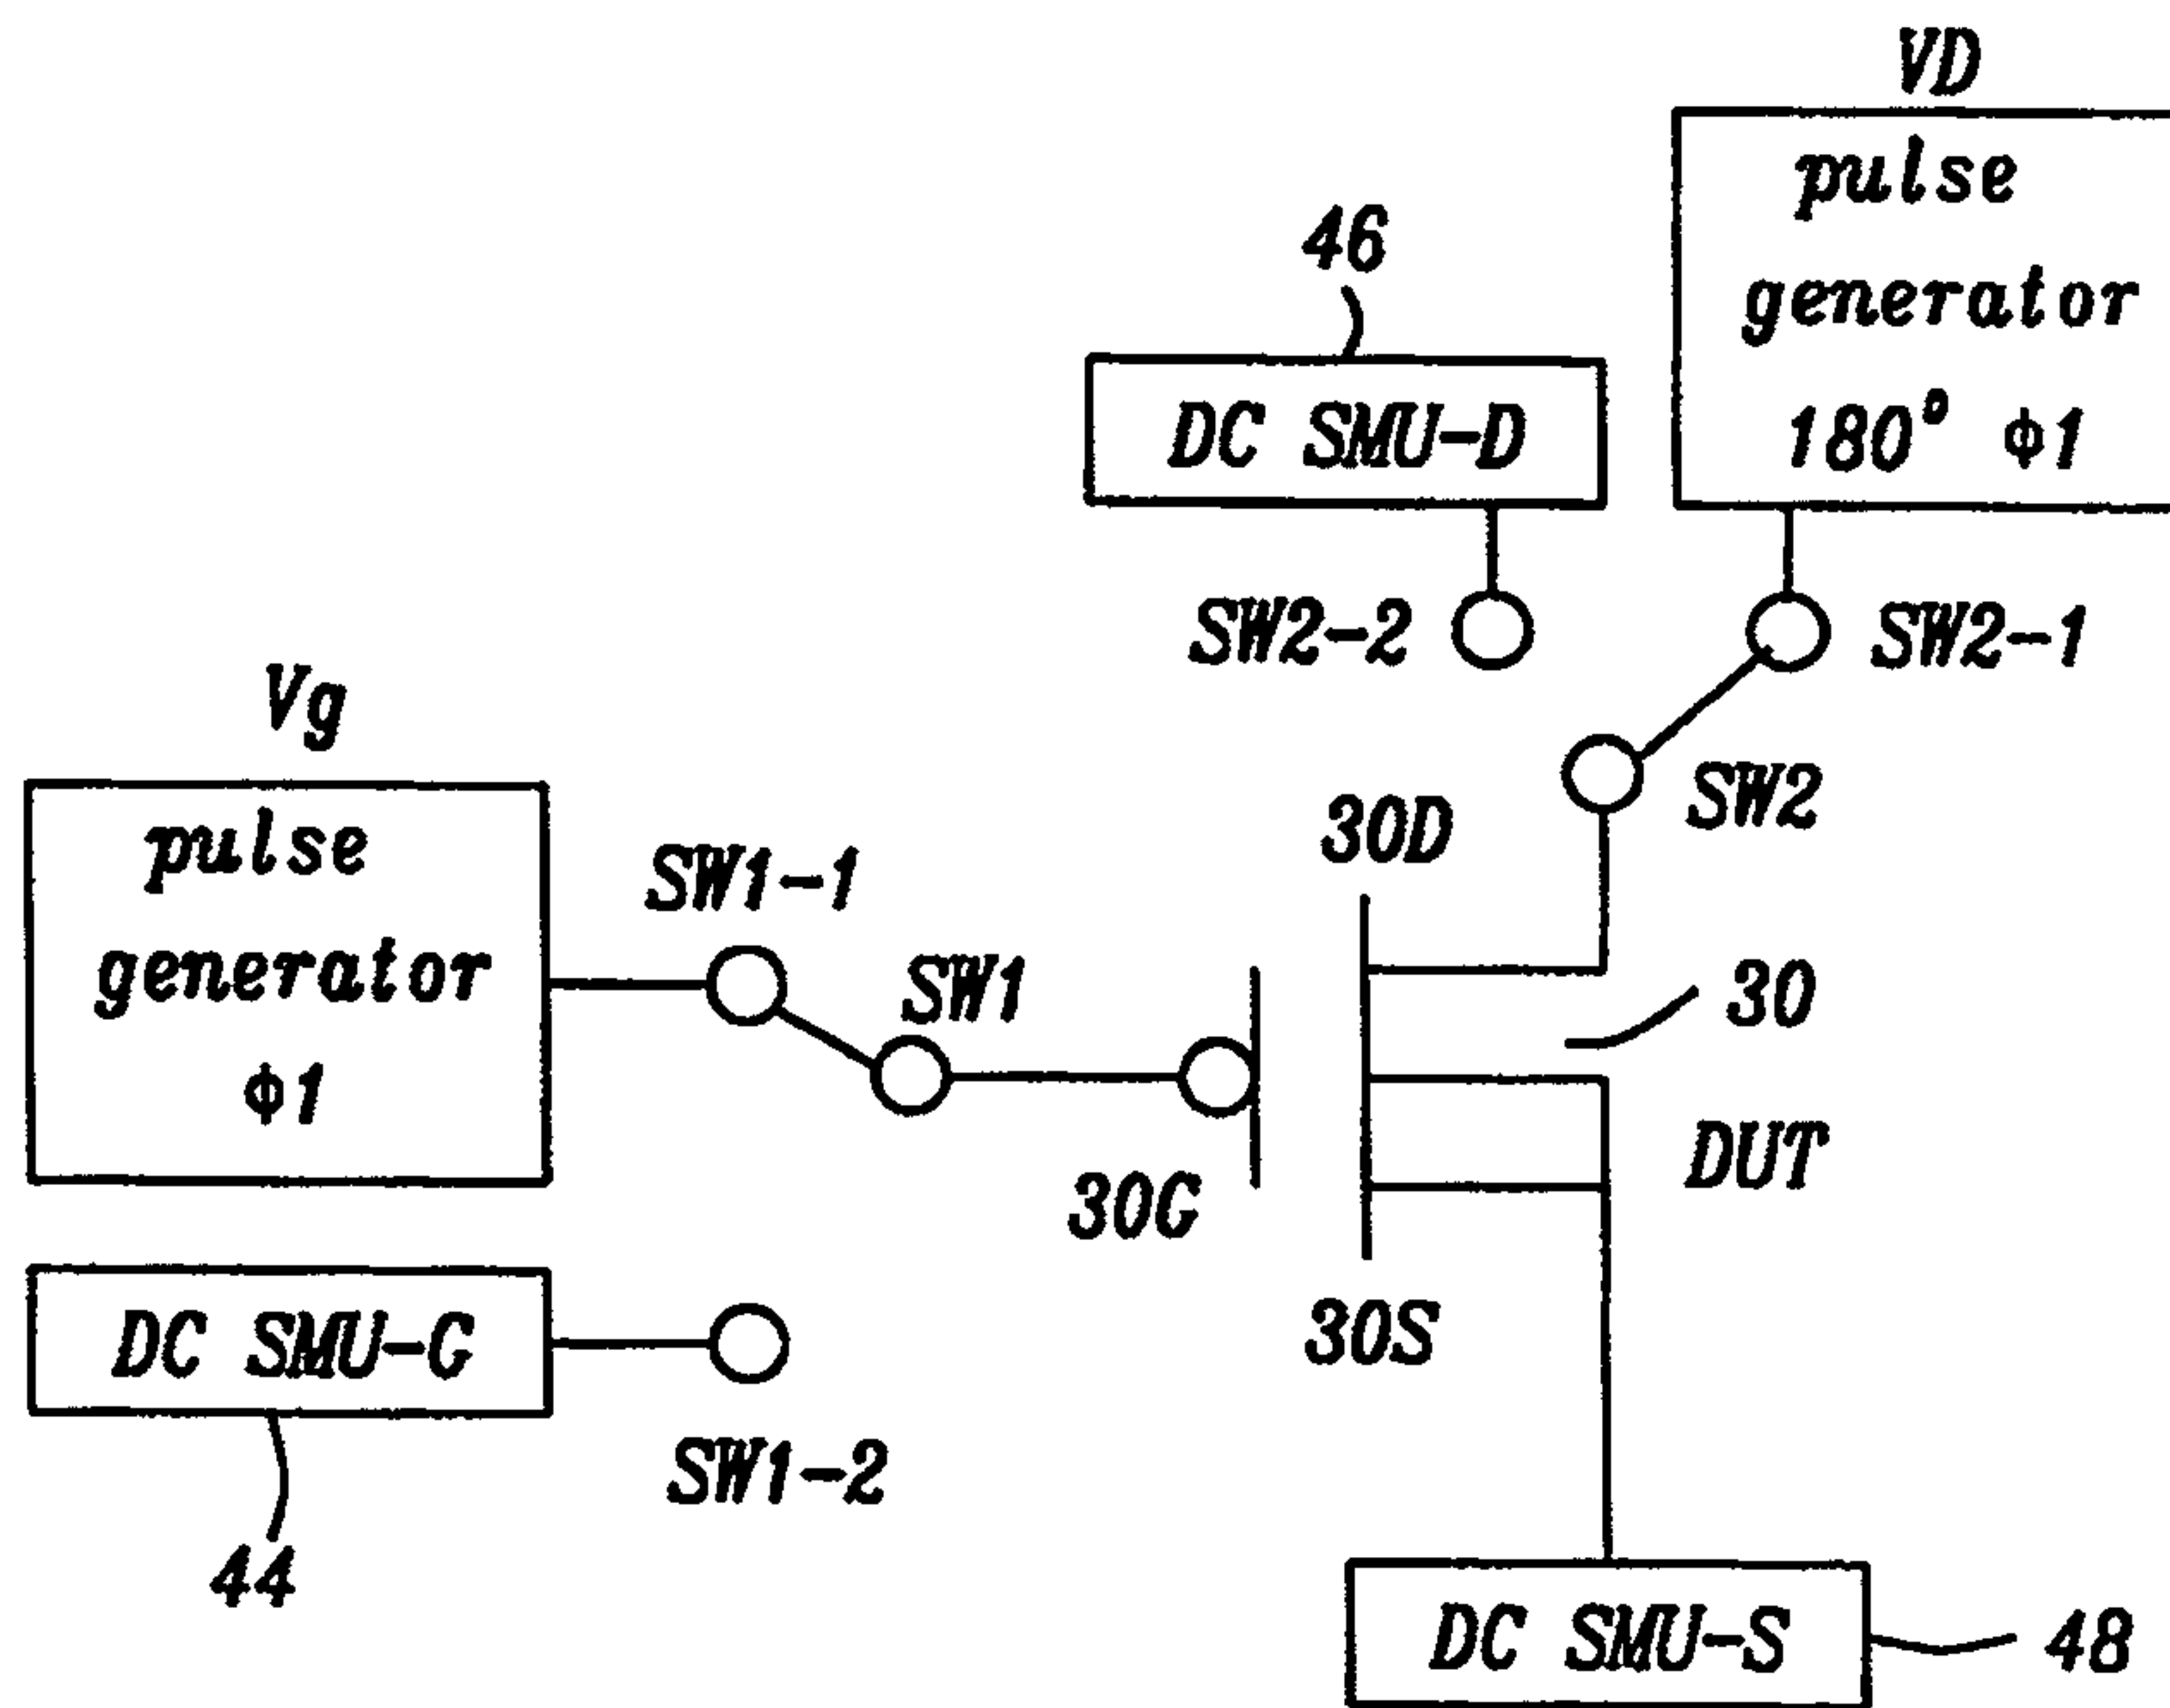 VD
pulse
generator
180° Φ1
46
DC SMU-D
SW2-2
SW2-1
SW2
Vg
pulse
generator
Φ1
SW1-1
SW1
30D
30
DUT
30G
30S
DC SMU-G
SW1-2
44
DC SMU-S
48